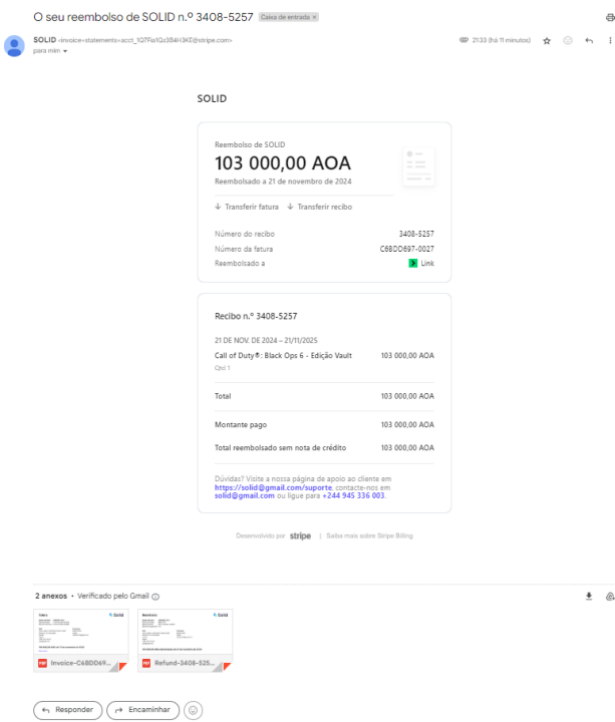 O seu reembolso de SOLID n.º 3408-5257 Caixa de entrada ×
SOLID
21:33 (há 11 minutos)
para mim
SOLID
Reembolso de SOLID
103 000,00 AOA
Reembolsado a 21 de novembro de 2024
Transferir fatura Transferir recibo
Número do recibo 3408-5257
Número da fatura C6BDD697-0027
Reembolsado a Link
Recibo n.º 3408-5257
21 DE NOV. DE 2024 – 21/11/2025
Call of Duty®: Black Ops 6 - Edição Vault 103 000,00 AOA
Qtd 1
Total 103 000,00 AOA
Montante pago 103 000,00 AOA
Total reembolsado sem nota de crédito 103 000,00 AOA
Dúvidas? Visite a nossa página de apoio ao cliente em
https://solid@gmail.com/suporte, contacte-nos em
solid@gmail.com ou ligue para +244 945 336 003.
Desenvolvido por stripe | Saiba mais sobre Stripe Billing
2 anexos • Verificado pelo Gmail
PDF Invoice-C6BDD69... PDF Refund-3408-525...
Responder Encaminhar